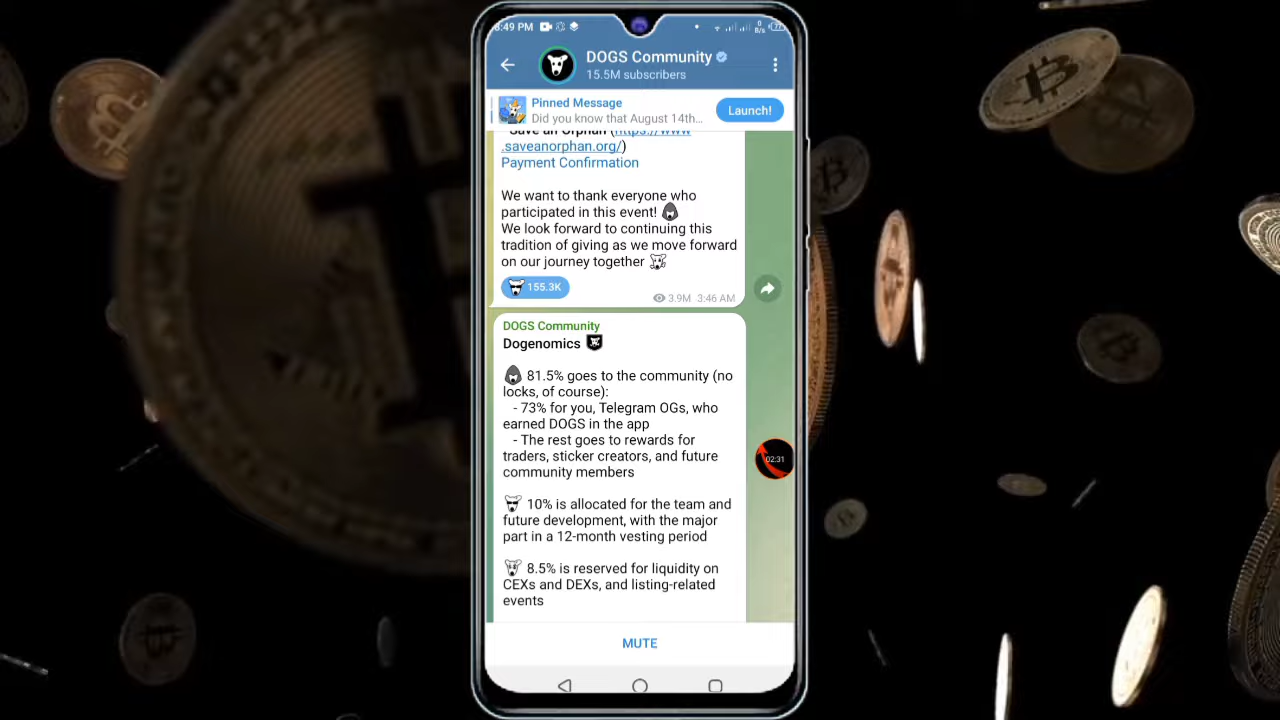 8:49 PM
0
B/s
77
DOGS Community
15.5M subscribers
Pinned Message
Did you know that August 14th...
Launch!
Save an Orphan (https://www
.saveanorphan.org/)
Payment Confirmation
We want to thank everyone who
participated in this event!
We look forward to continuing this
tradition of giving as we move forward
on our journey together
155.3K
3.9M 3:46 AM
DOGS Community
Dogenomics
81.5% goes to the community (no
locks, of course):
- 73% for you, Telegram OGs, who
earned DOGS in the app
- The rest goes to rewards for
traders, sticker creators, and future
community members
02:31
10% is allocated for the team and
future development, with the major
part in a 12-month vesting period
8.5% is reserved for liquidity on
CEXs and DEXs, and listing-related
events
MUTE